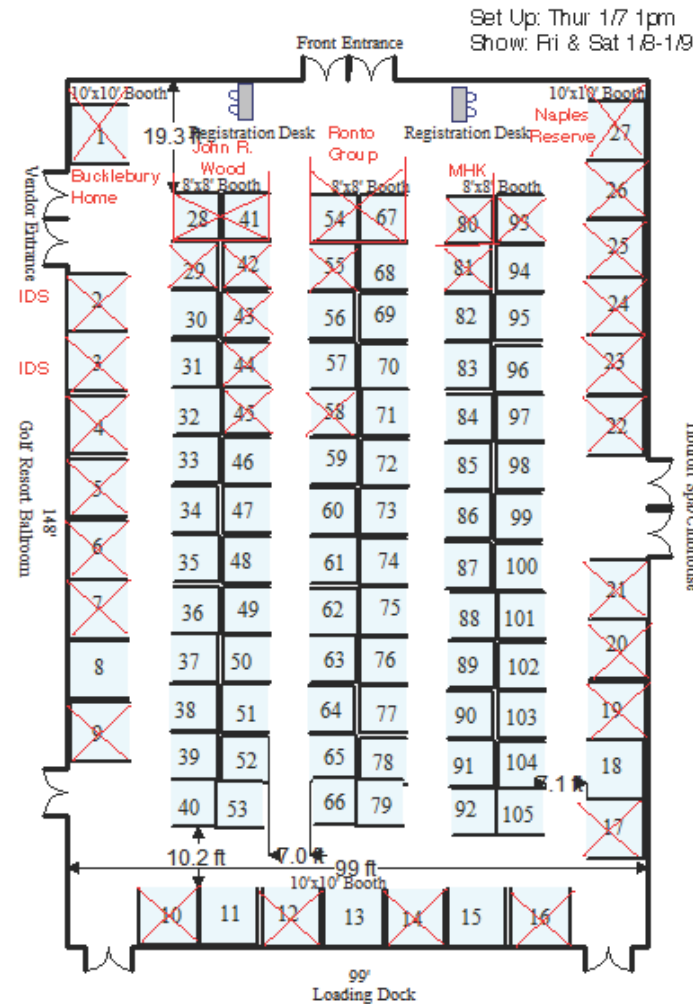 Set Up: Thur 1/7 1pm
Show: Fri & Sat 1/8-1/9
Front Entrance
10'x10' Booth
10'x10' Booth
19.3 ft
Registration Desk
Registration Desk
Naples
Reserve
John R.
Wood
Ronto
Group
MHK
Bucklebury
Home
8'x8' Booth
8'x8' Booth
8'x8' Booth
Vendor Entrance
IDS
IDS
Golf Resort Ballroom
148'
1
2
3
4
5
6
7
8
9
28 41
29 42
30 43
31 44
32 45
33 46
34 47
35 48
36 49
37 50
38 51
39 52
40 53
54 67
55 68
56 69
57 70
58 71
59 72
60 73
61 74
62 75
63 76
64 77
65 78
66 79
80 93
81 94
82 95
83 96
84 97
85 98
86 99
87 100
88 101
89 102
90 103
91 104
92 105
27
26
25
24
23
22
21
20
19
18
17
7.1 ft
10.2 ft
7.0 ft
99 ft
10'x10' Booth
10 11 12 13 14 15 16
99'
Loading Dock